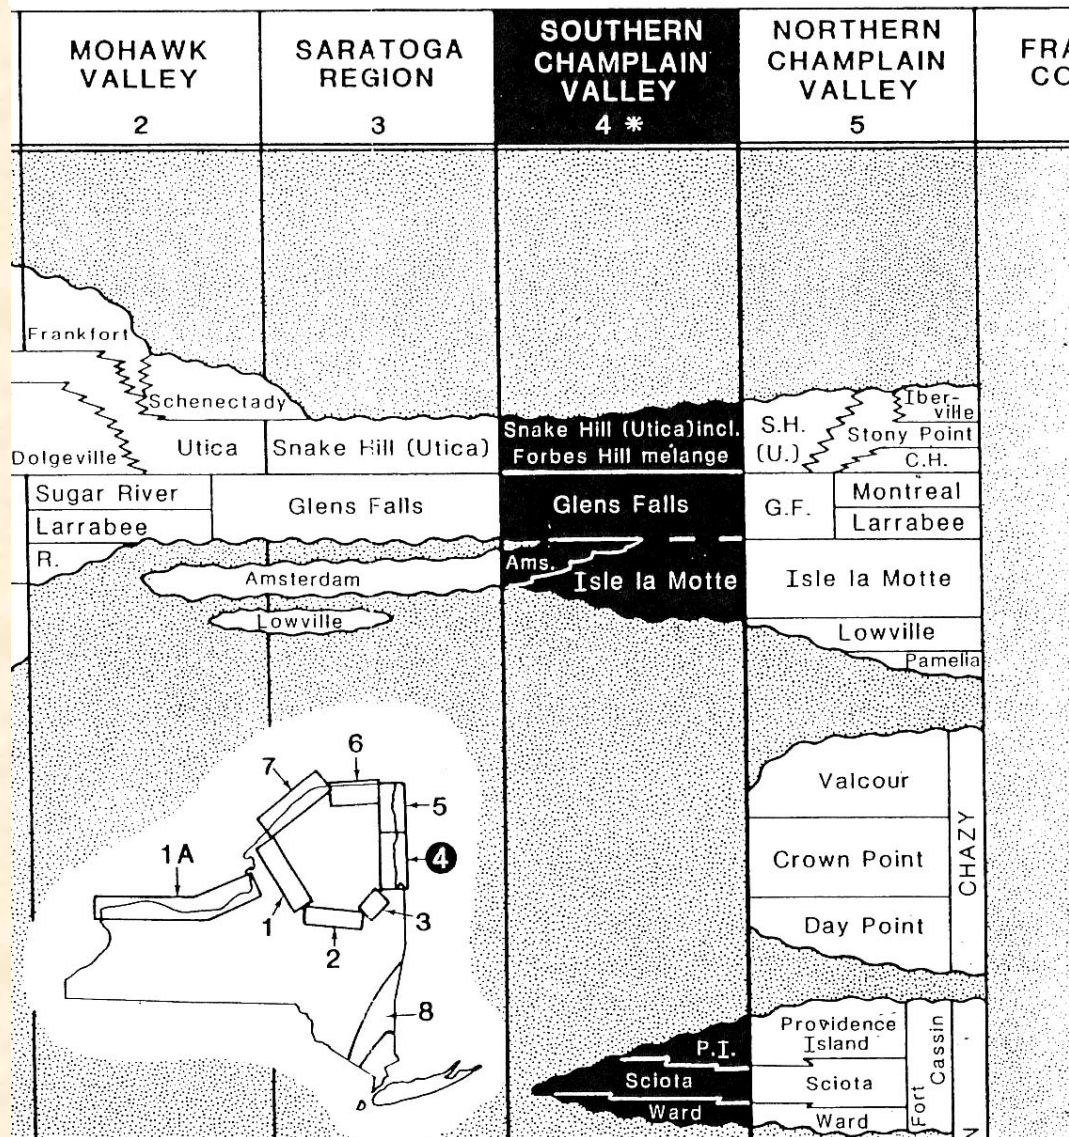 MOHAWK
VALLEY
2
SARATOGA
REGION
3
SOUTHERN
CHAMPLAIN
VALLEY
4 *
NORTHERN
CHAMPLAIN
VALLEY
5
Frankfort
Schenectady
Dolgeville
Utica
Snake Hill (Utica)
Snake Hill (Utica)incl.
Forbes Hill melange
S.H.
(U.)
Iber-
ville
Stony Point
C.H.
Sugar River
Larrabee
R.
Glens Falls
Glens Falls
G.F.
Montreal
Larrabee
Amsterdam
Ams.
Isle la Motte
Isle la Motte
Lowville
Lowville
Pamelia
Valcour
Crown Point
Day Point
CHAZY
Providence
Island
Sciota
Ward
Fort
Cassin
P.I.
Sciota
Ward
7
6
5
4
1A
1
2
3
8